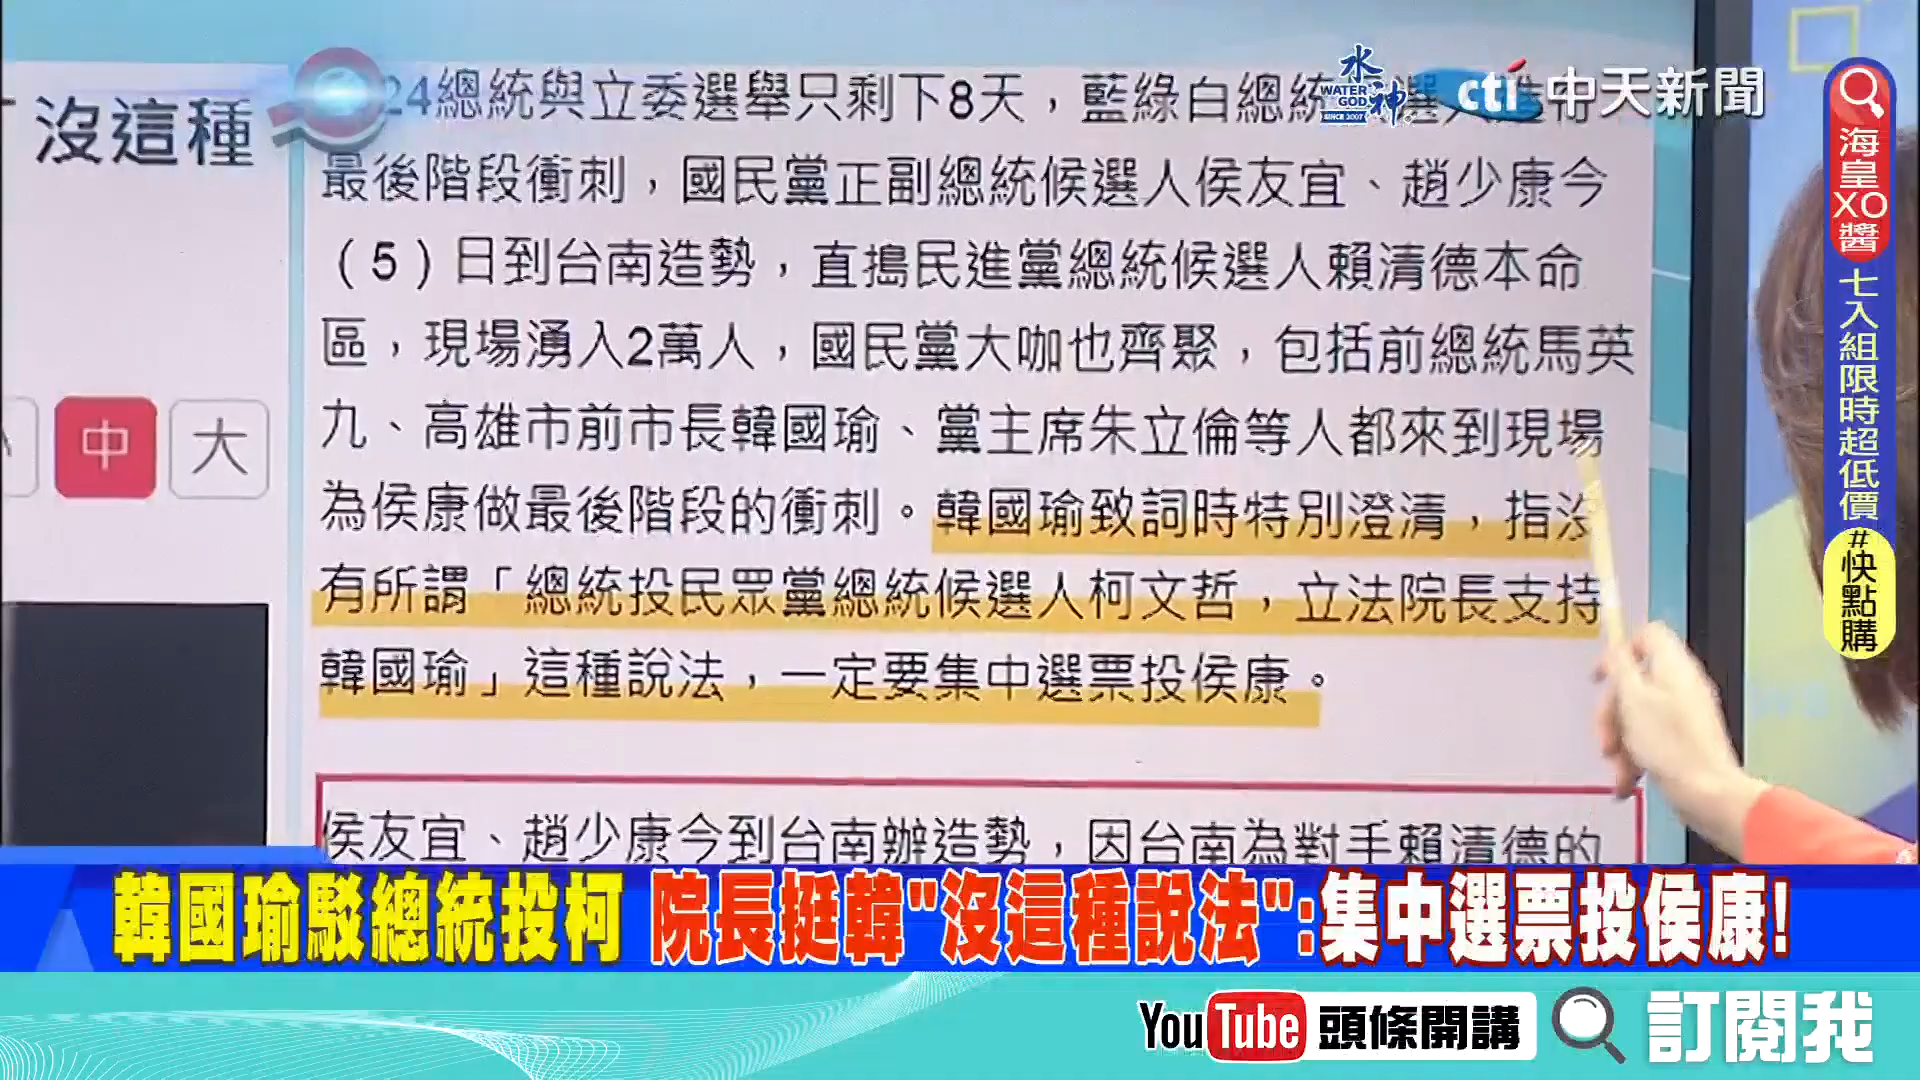 沒這種
24總統與立委選舉只剩下8天，藍綠白總統
最後階段衝刺，國民黨正副總統候選人侯友宜、趙少康今
（5）日到台南造勢，直搗民進黨總統候選人賴清德本命
區，現場湧入2萬人，國民黨大咖也齊聚，包括前總統馬英
九、高雄市前市長韓國瑜、黨主席朱立倫等人都來到現場
為侯康做最後階段的衝刺。韓國瑜致詞時特別澄清，指沒
有所謂「總統投民眾黨總統候選人柯文哲，立法院長支持
韓國瑜」這種說法，一定要集中選票投侯康。
侯友宜、趙少康今到台南辦造勢，因台南為對手賴清德的
中
大
水神
WATER GOD
SINCE 2007
cti 中天新聞
海皇XO醬
七入組限時超低價
#快點購
韓國瑜駁總統投柯 院長挺韓"沒這種說法":集中選票投侯康!
YouTube 頭條開講 訂閱我